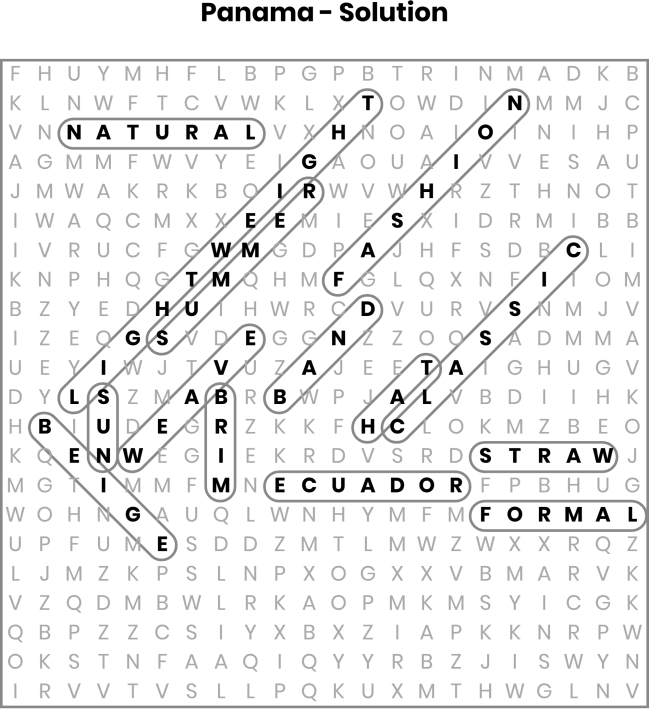 Panama – Solution
F H U Y M H F L B P G P B T R I N M A D K B
K L N W F T C V W K L X T O W D I N M M J C
V N N A T U R A L V X H N O A I O I N I H P
A G M M F W V Y E I G A O U A I V V E S A U
J M W A K R K B O I R W V W H R Z T H N O T
I W A Q C M X X E E M I E S X I D R M I B B
I V R U C F G W M G D P A J H F S D B C L I
K N P H Q G T M Q H M F G L Q X N F I T O M
B Z Y E D H U I H W R C D V U R V S N M J V
I Z E Q G S V D E G G N Z Z O O S A D M M A
U E Y I W J T V U Z A J E E T A I G H U G V
D Y L S Z M A B R B W P J A L V B D I I H K
H B I U D E G R Z K K F H C L O K M Z B E O
K Q E N W E G I E K R D V S R D S T R A W J
M G T I M M F M N E C U A D O R F P B H U G
W O H N G A U Q L W N H Y M F M F O R M A L
U P F U M E S D D Z M T L M W Z W X X R Q Z
L J M Z K P S L N P X O G X X V B M A R V K
V Z Q D M B W L R K A O P M K M S Y I C G K
Q B P Z Z C S I Y X B X Z I A P K K N R P W
O K S T N F A A Q I Q Y Y R B Z J I S W Y N
I R V V T V S L L P Q K U X M T H W G L N V